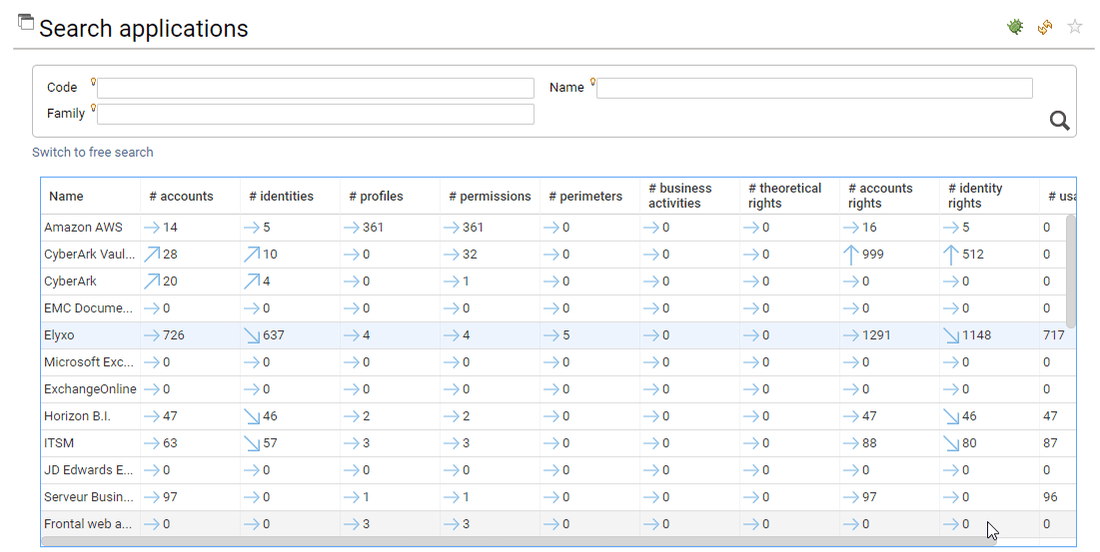 Search applications
Code Name
Family
Switch to free search
Name # accounts # identities # profiles # permissions # perimeters # business activities # theoretical rights # accounts rights # identity rights # usa
Amazon AWS 14 5 361 361 0 0 0 16 5 0
CyberArk Vaul... 28 10 0 32 0 0 0 999 512 0
CyberArk 20 4 0 1 0 0 0 0 0 0
EMC Docume... 0 0 0 0 0 0 0 0 0 0
Elyxo 726 637 4 4 5 0 0 1291 1148 717
Microsoft Exc... 0 0 0 0 0 0 0 0 0 0
ExchangeOnline 0 0 0 0 0 0 0 0 0 0
Horizon B.I. 47 46 2 2 0 0 0 47 46 47
ITSM 63 57 3 3 0 0 0 88 80 87
JD Edwards E... 0 0 0 0 0 0 0 0 0 0
Serveur Busin... 97 0 1 1 0 0 0 97 0 96
Frontal web a... 0 0 3 3 0 0 0 0 0 0